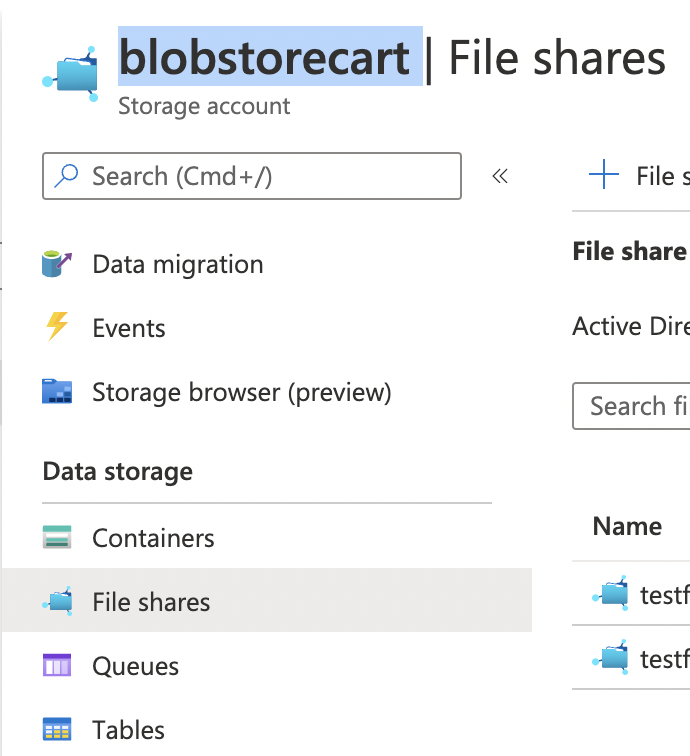 blobstorecart | File shares
Storage account
Search (Cmd+/)
«
Data migration
Events
Storage browser (preview)
Data storage
Containers
File shares
Queues
Tables
+ File s
File share
Active Dire
Search fi
Name
testf
testf